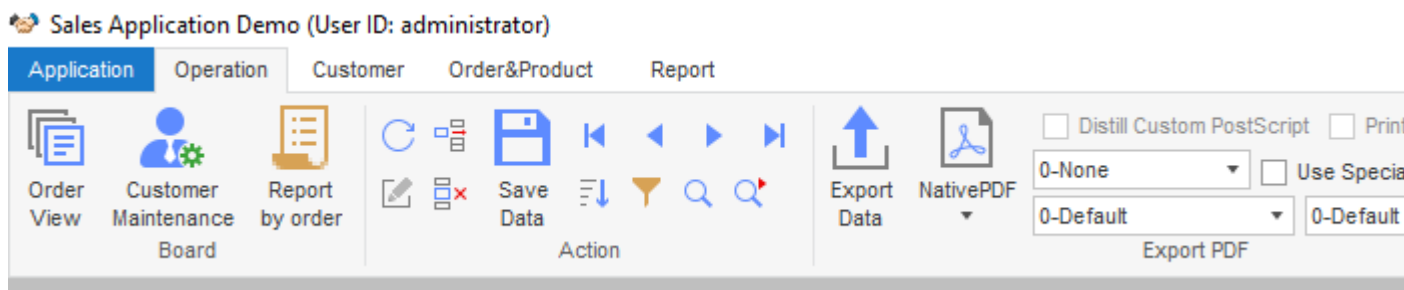 Sales Application Demo (User ID: administrator)
Application Operation Customer Order&Product Report
Distill Custom PostScript Print
0-None Use Specia
Order View
Customer Maintenance
Report by order
Save Data
Export Data
NativePDF
0-Default 0-Default
Board Action Export PDF